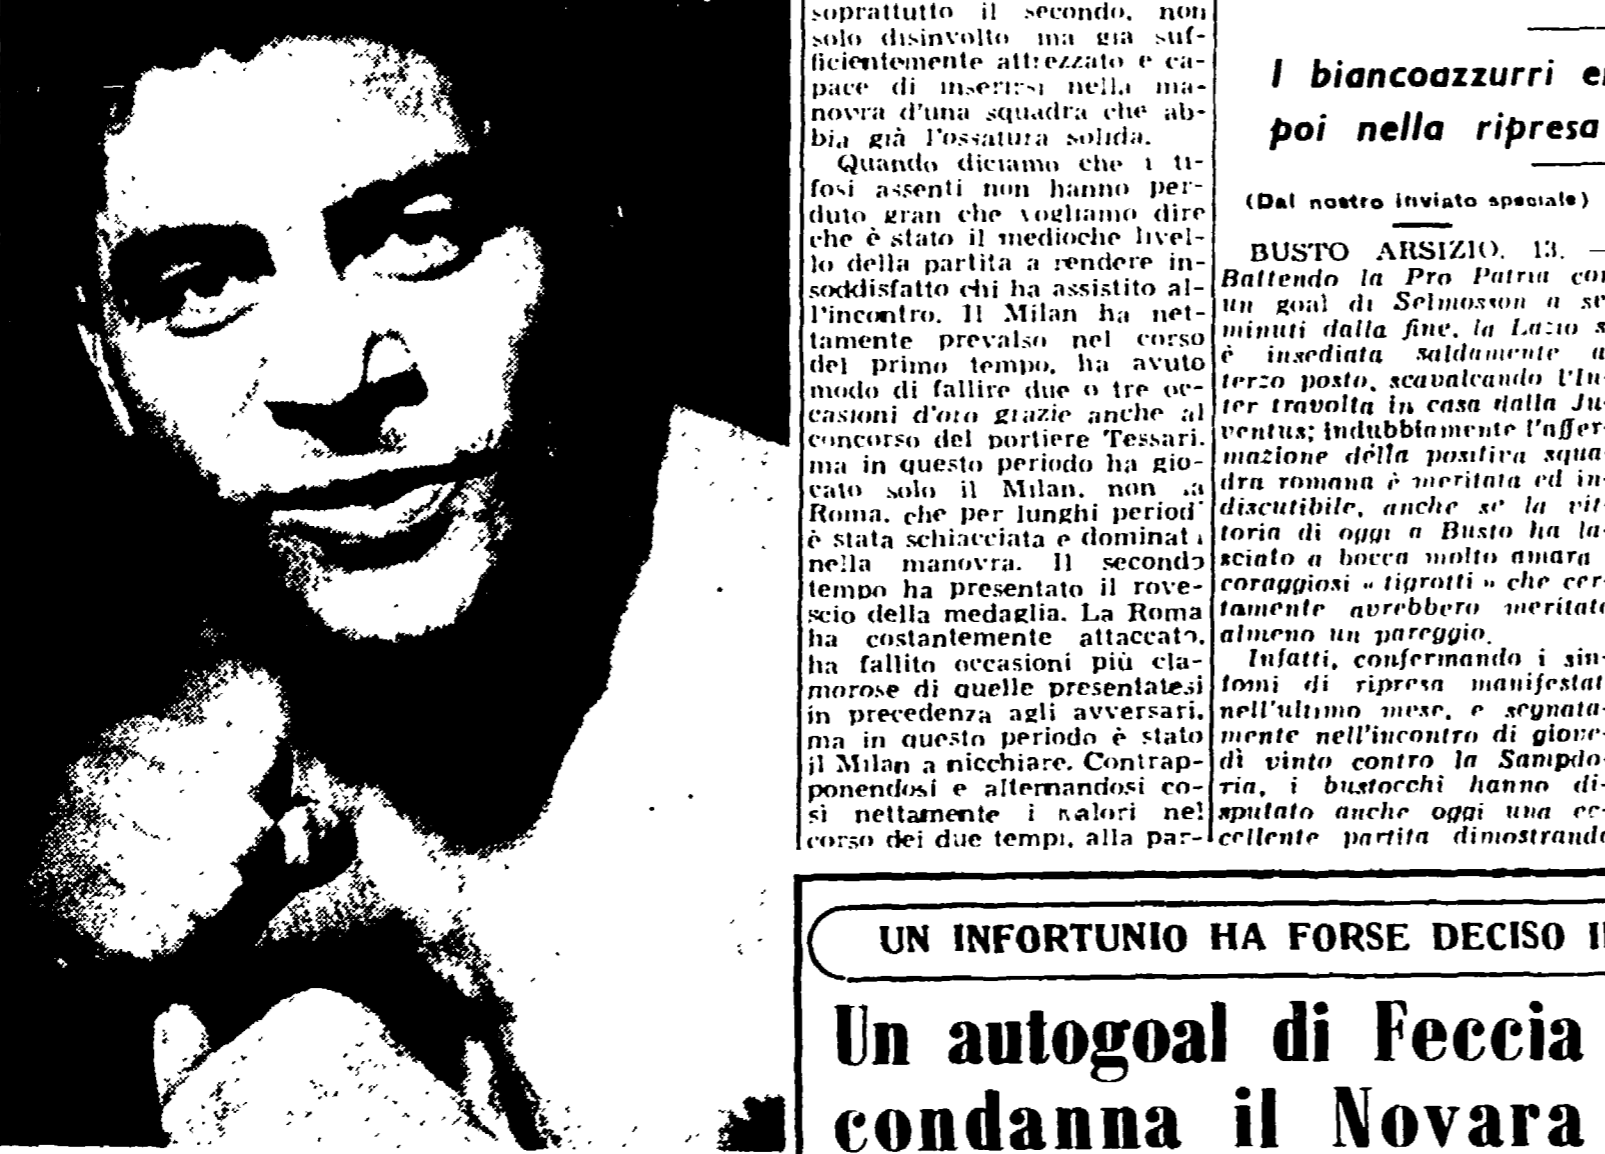 soprattutto il secondo, non
solo disinvolto ma già suf-
ficientemente attrezzato e ca-
pace di inserirsi nella ma-
novra d'una squadra che ab-
bia già l'ossatura solida.
Quando diciamo che i ti-
fosi assenti non hanno per-
duto gran che vogliamo dire
che è stato il medioche livel-
lo della partita a rendere in-
soddisfatto chi ha assistito al-
l'incontro. Il Milan ha net-
tamente prevalso nel corso
del primo tempo, ha avuto
modo di fallire due o tre oc-
casioni d'oro grazie anche al
concorso del portiere Tessari.
ma in questo periodo ha gio-
cato solo il Milan, non la
Roma, che per lunghi periodi
è stata schiacciata e dominata
nella manovra. Il secondo
tempo ha presentato il rove-
scio della medaglia. La Roma
ha costantemente attaccato,
ha fallito occasioni più cla-
morose di quelle presentatesi
in precedenza agli avversari,
ma in questo periodo è stato
il Milan a nicchiare. Contrap-
ponendosi e alternandosi co-
sì nettamente i valori nel
corso dei due tempi, alla par-
I biancoazzurri
poi nella ripresa
(Dal nostro inviato speciale)
BUSTO ARSIZIO, 13. —
Battendo la Pro Patria con
un goal di Selmosson a
minuti dalla fine, la Lazio
è insediata saldamente
terzo posto, scavalcando l'In-
ter travolta in casa dalla Ju-
ventus; indubbiamente l'affer-
mazione della positiva squa-
dra romana è meritata ed in-
discutibile, anche se la vit-
toria di oggi a Busto ha la-
sciato a bocca molto amara
coraggiosi « tigrotti » che cer-
tamente avrebbero meritato
almeno un pareggio.
Infatti, confermando i sin-
tomi di ripresa manifestat
nell'ultimo mese, e segnata-
mente nell'incontro di giove-
dì vinto contro la Sampdo-
ria, i bustocchi hanno di-
sputato anche oggi una ec-
cellente partita dimostrando
UN INFORTUNIO HA FORSE DECISO
Un autogoal di Feccia
condanna il Novara